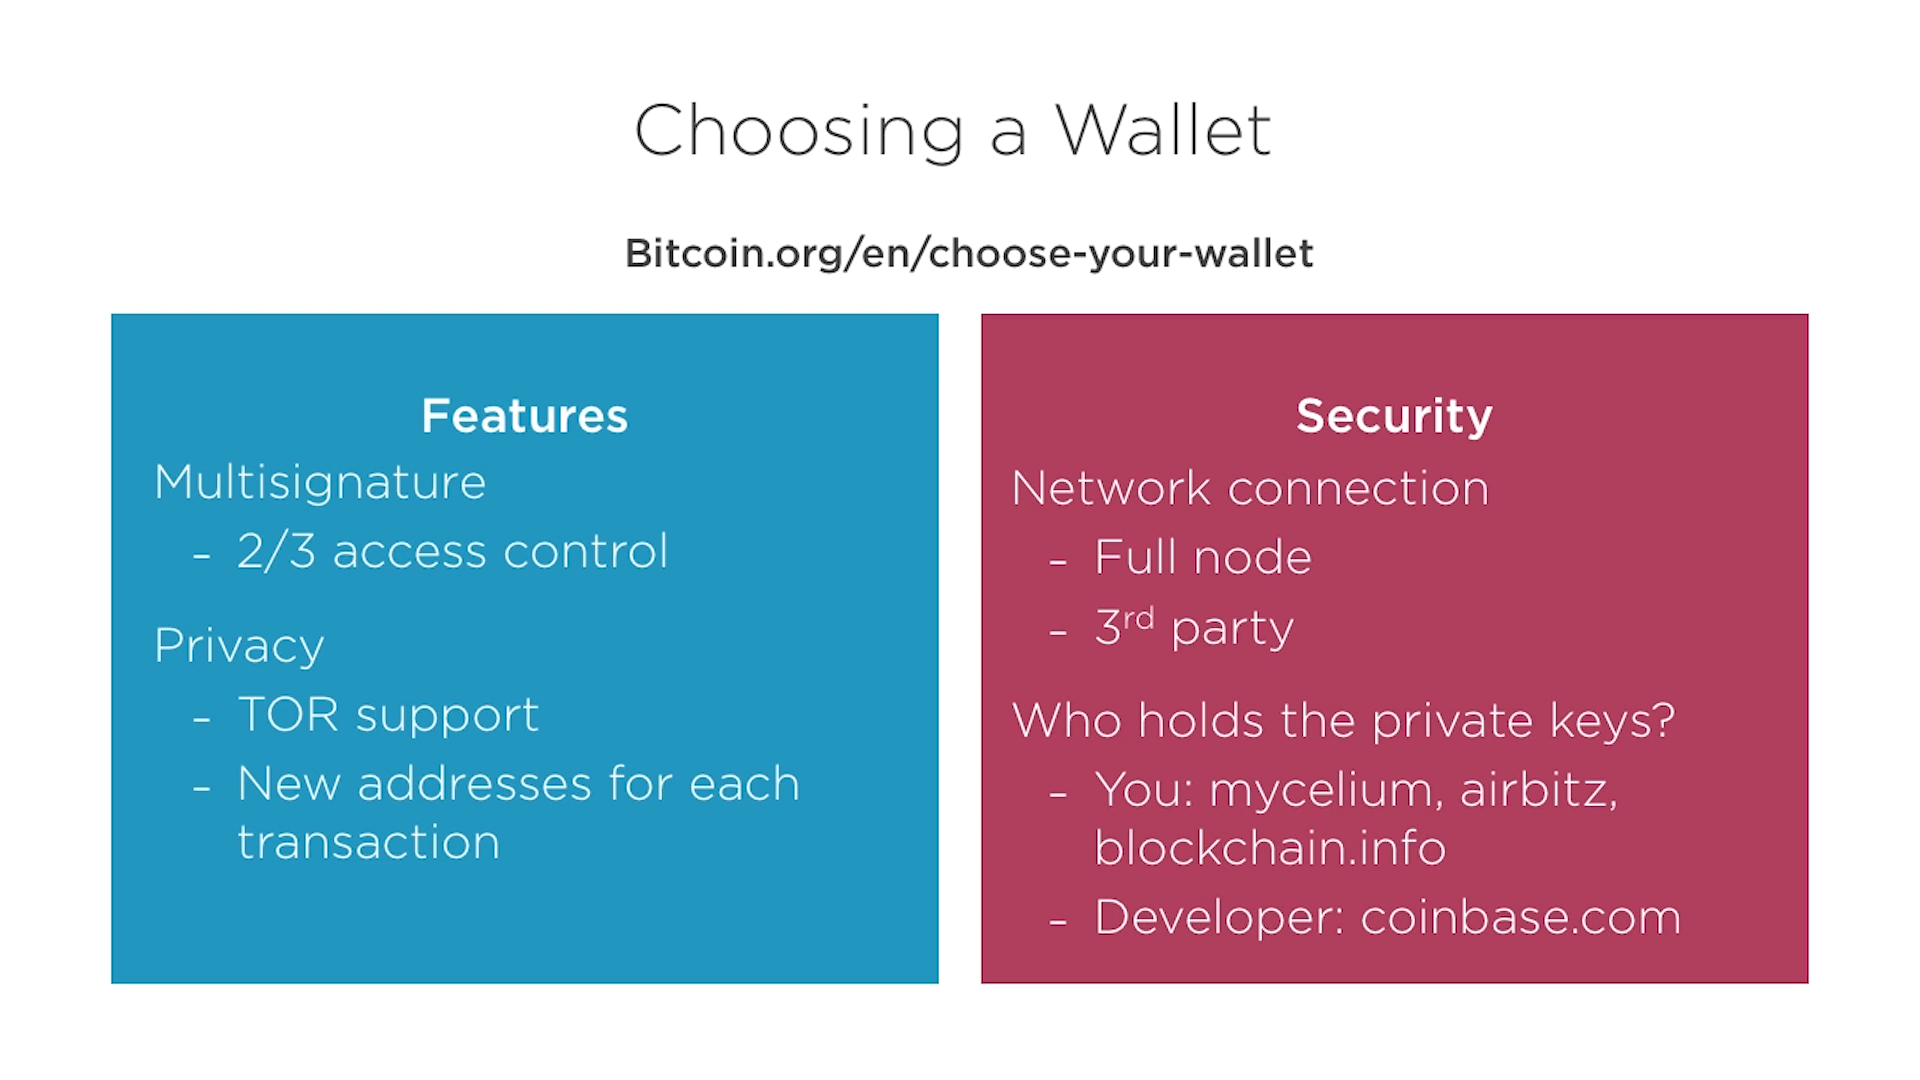 Choosing a Wallet
Bitcoin.org/en/choose-your-wallet
Features
Multisignature
- 2/3 access control
Privacy
- TOR support
- New addresses for each
transaction
Security
Network connection
- Full node
- 3rd party
Who holds the private keys?
- You: mycelium, airbitz,
blockchain.info
- Developer: coinbase.com